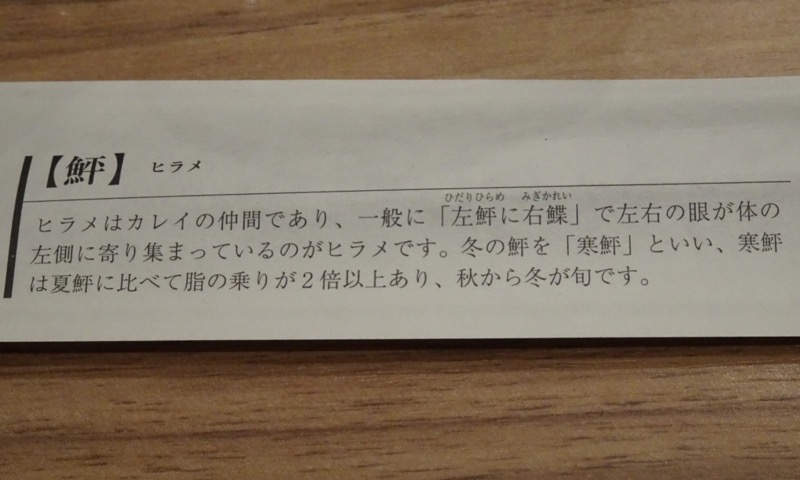 【鮃】 ヒラメ
ひだりひらめ みぎかれい
ヒラメはカレイの仲間であり、一般に「左鮃に右鰈」で左右の眼が体の
左側に寄り集まっているのがヒラメです。冬の鮃を「寒鮃」といい、寒鮃
は夏鮃に比べて脂の乗りが2倍以上あり、秋から冬が旬です。